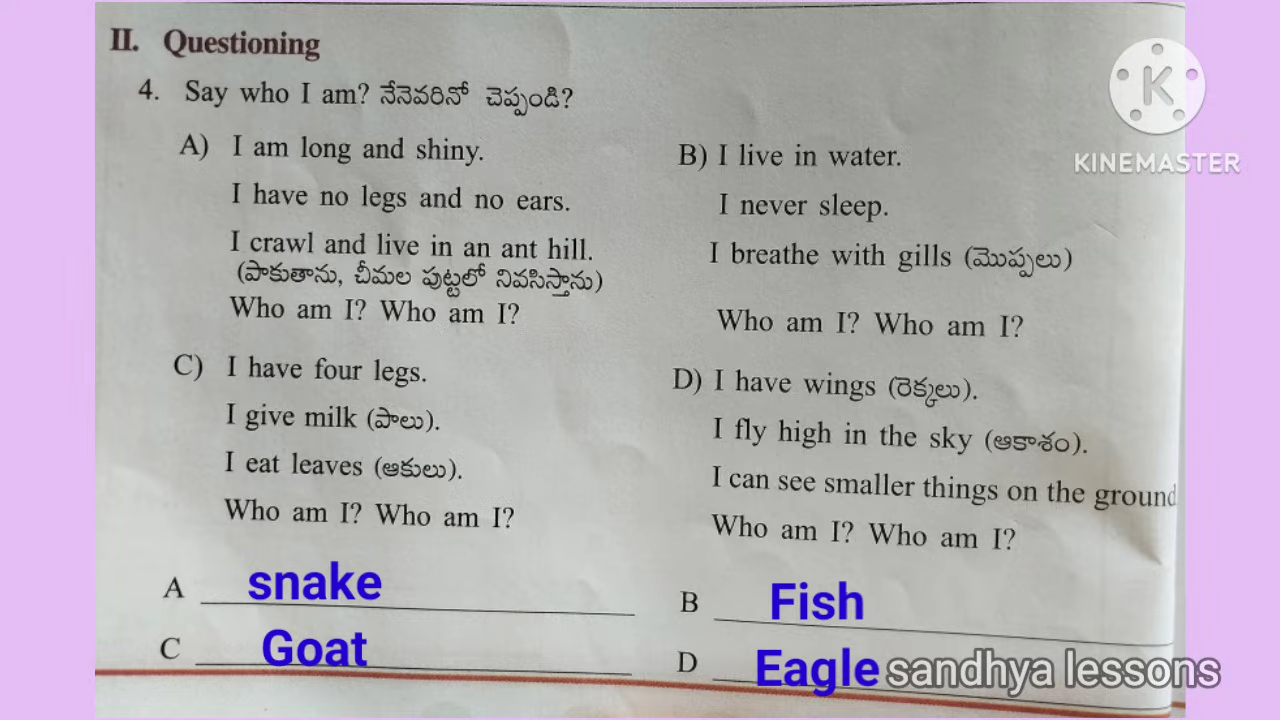 II. Questioning
4. Say who I am? నేనెవరినో చెప్పండి?
A) I am long and shiny.
I have no legs and no ears.
I crawl and live in an ant hill.
(పాకుతాను, చీమల పుట్టలో నివసిస్తాను)
Who am I? Who am I?
B) I live in water.
I never sleep.
I breathe with gills (మొప్పలు)
Who am I? Who am I?
C) I have four legs.
I give milk (పాలు).
I eat leaves (ఆకులు).
Who am I? Who am I?
D) I have wings (రెక్కలు).
I fly high in the sky (ఆకాశం).
I can see smaller things on the ground
Who am I? Who am I?
A snake
B Fish
C Goat
D Eagle
sandhya lessons
K
KINEMASTER